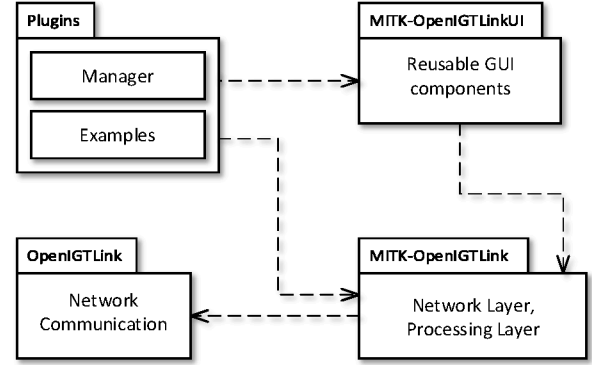 Plugins
Manager
Examples
MITK-OpenIGTLinkUI
Reusable GUI
components
OpenIGTLink
Network
Communication
MITK-OpenIGTLink
Network Layer,
Processing Layer